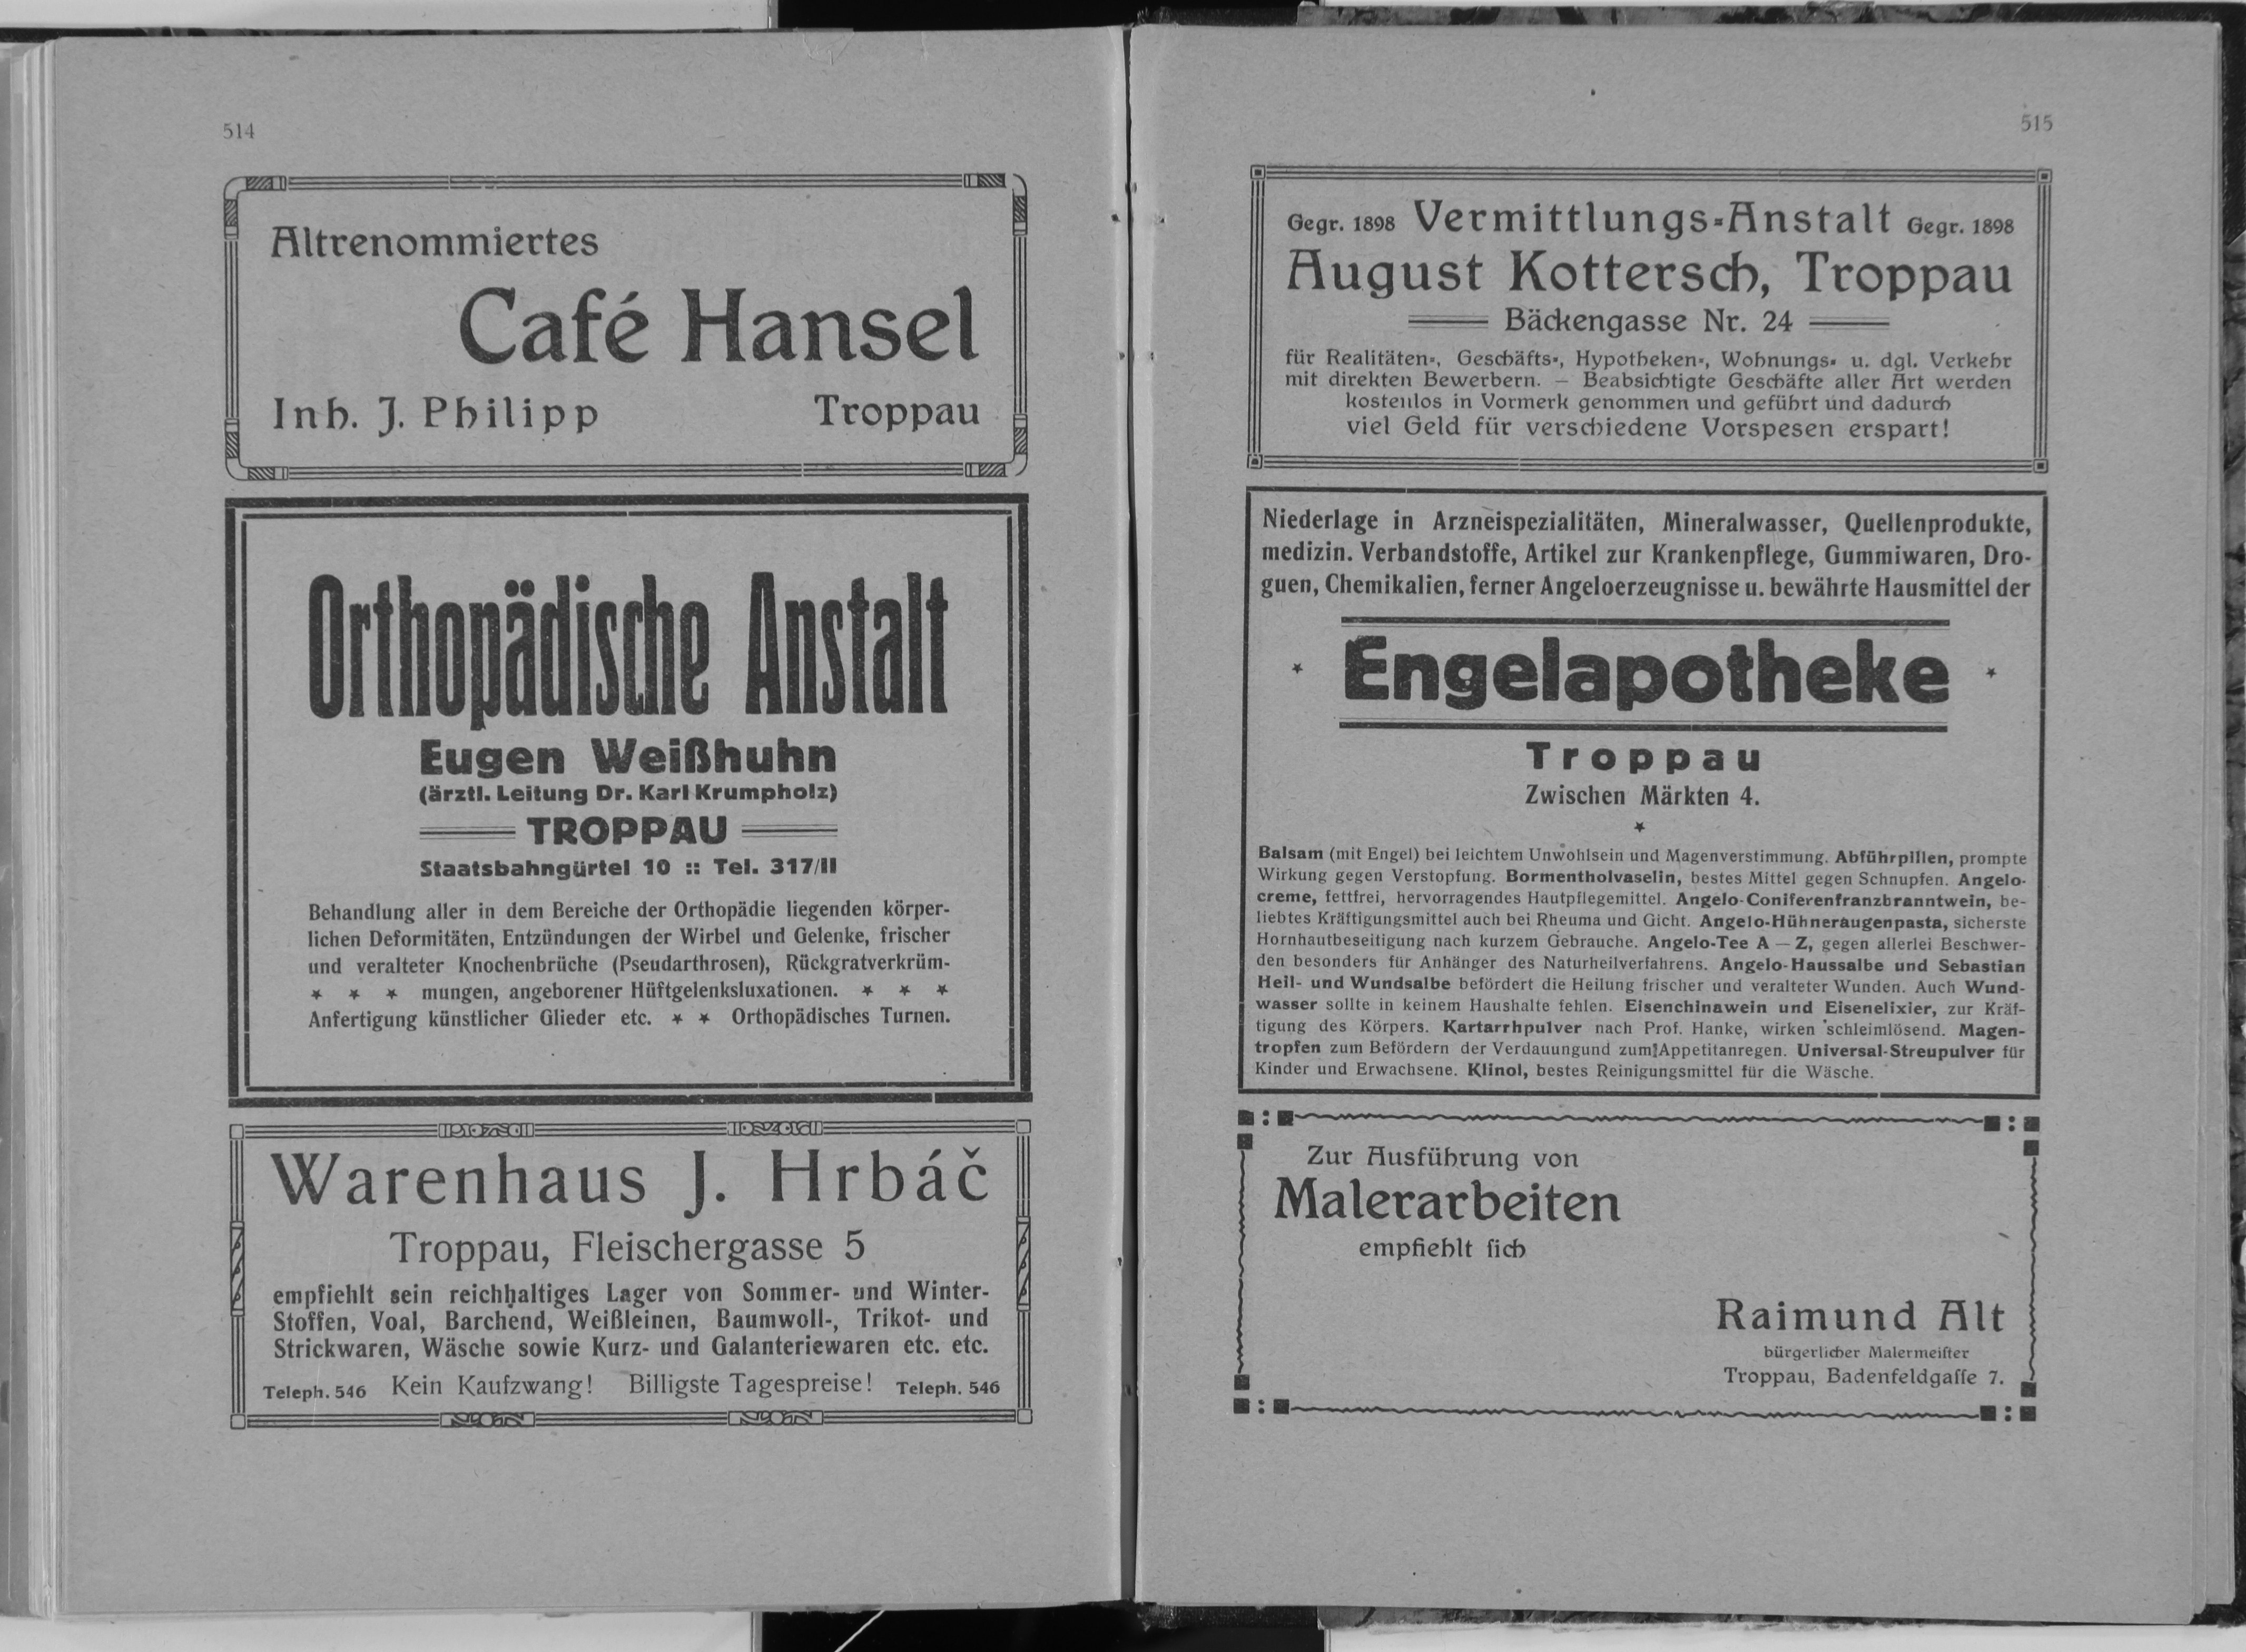 514
Altrenommiertes
Café Hansel
Inh. J. Philipp Troppau
Orthopädische Anstalt
Eugen Weißhuhn
(ärztl. Leitung Dr. Karl Krumpholz)
TROPPAU
Staatsbahngürtel 10 :: Tel. 317/II
Behandlung aller in dem Bereiche der Orthopädie liegenden körper-
lichen Deformitäten, Entzündungen der Wirbel und Gelenke, frischer
und veralteter Knochenbrüche (Pseudarthrosen), Rückgratverkrüm-
* * * mungen, angeborener Hüftgelenksluxationen. * * *
Anfertigung künstlicher Glieder etc. * * Orthopädisches Turnen.
Warenhaus J. Hrbáč
Troppau, Fleischergasse 5
empfiehlt sein reichhaltiges Lager von Sommer- und Winter-
Stoffen, Voal, Barchend, Weißleinen, Baumwoll-, Trikot- und
Strickwaren, Wäsche sowie Kurz- und Galanteriewaren etc. etc.
Teleph. 546 Kein Kaufzwang! Billigste Tagespreise! Teleph. 546
515
Gegr. 1898 Vermittlungs-Anstalt Gegr. 1898
August Kottersch, Troppau
Bäckengasse Nr. 24
für Realitäten-, Geschäfts-, Hypotheken-, Wohnungs- u. dgl. Verkehr
mit direkten Bewerbern. — Beabsichtigte Geschäfte aller Art werden
kostenlos in Vormerk genommen und geführt und dadurch
viel Geld für verschiedene Vorspesen erspart!
Niederlage in Arzneispezialitäten, Mineralwasser, Quellenprodukte,
medizin. Verbandstoffe, Artikel zur Krankenpflege, Gummiwaren, Dro-
guen, Chemikalien, ferner Angeloerzeugnisse u. bewährte Hausmittel der
* Engelapotheke *
Troppau
Zwischen Märkten 4.
*
Balsam (mit Engel) bei leichtem Unwohlsein und Magenverstimmung. Abführpillen, prompte
Wirkung gegen Verstopfung. Bormentholvaselin, bestes Mittel gegen Schnupfen. Angelo-
creme, fettfrei, hervorragendes Hautpflegemittel. Angelo-Coniferenfranzbranntwein, be-
liebtes Kräftigungsmittel auch bei Rheuma und Gicht. Angelo-Hühneraugenpasta, sicherste
Hornhautbeseitigung nach kurzem Gebrauche. Angelo-Tee A — Z, gegen allerlei Beschwer-
den besonders für Anhänger des Naturheilverfahrens. Angelo-Haussalbe und Sebastian
Heil- und Wundsalbe befördert die Heilung frischer und veralteter Wunden. Auch Wund-
wasser sollte in keinem Haushalte fehlen. Eisenchinawein und Eisenelixier, zur Kräf-
tigung des Körpers. Kartarrhpulver nach Prof. Hanke, wirken schleimlösend. Magen-
tropfen zum Befördern der Verdauungund zum Appetitanregen. Universal-Streupulver für
Kinder und Erwachsene. Klinol, bestes Reinigungsmittel für die Wäsche.
Zur Ausführung von
Malerarbeiten
empfiehlt ſich
Raimund Alt
bürgerlicher Malermeiſter
Troppau, Badenfeldgaſſe 7.